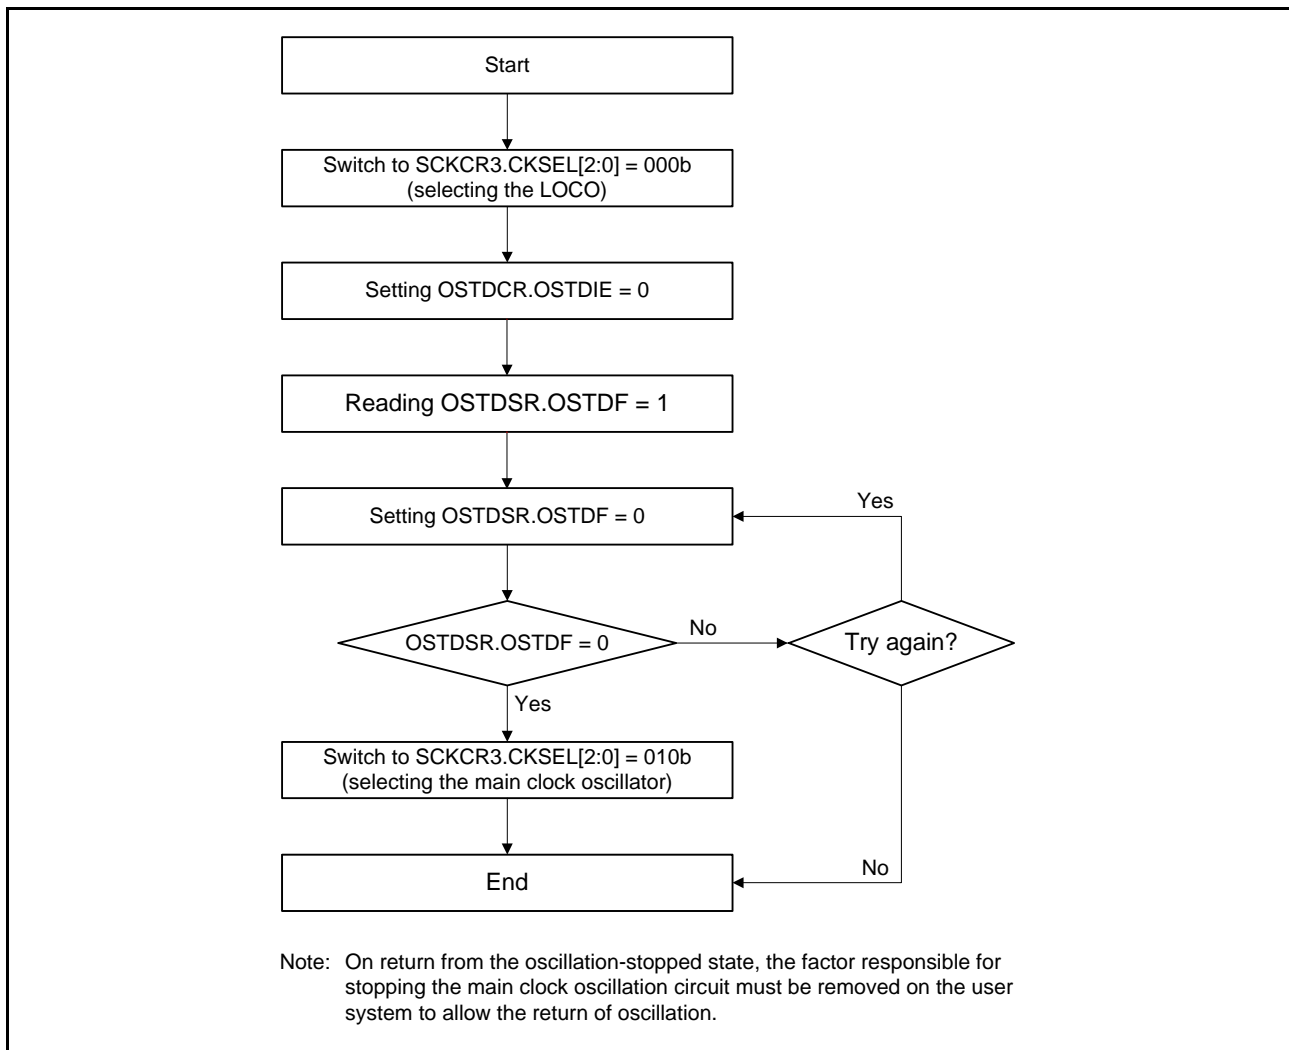 Start
Switch to SCKCR3.CKSEL[2:0] = 000b
(selecting the LOCO)
Setting OSTDCR.OSTDIE = 0
Reading OSTDSR.OSTDF = 1
Setting OSTDSR.OSTDF = 0
Yes
OSTDSR.OSTDF = 0
No
Try again?
Yes
Switch to SCKCR3.CKSEL[2:0] = 010b
(selecting the main clock oscillator)
No
End
Note: On return from the oscillation-stopped state, the factor responsible for
stopping the main clock oscillation circuit must be removed on the user
system to allow the return of oscillation.